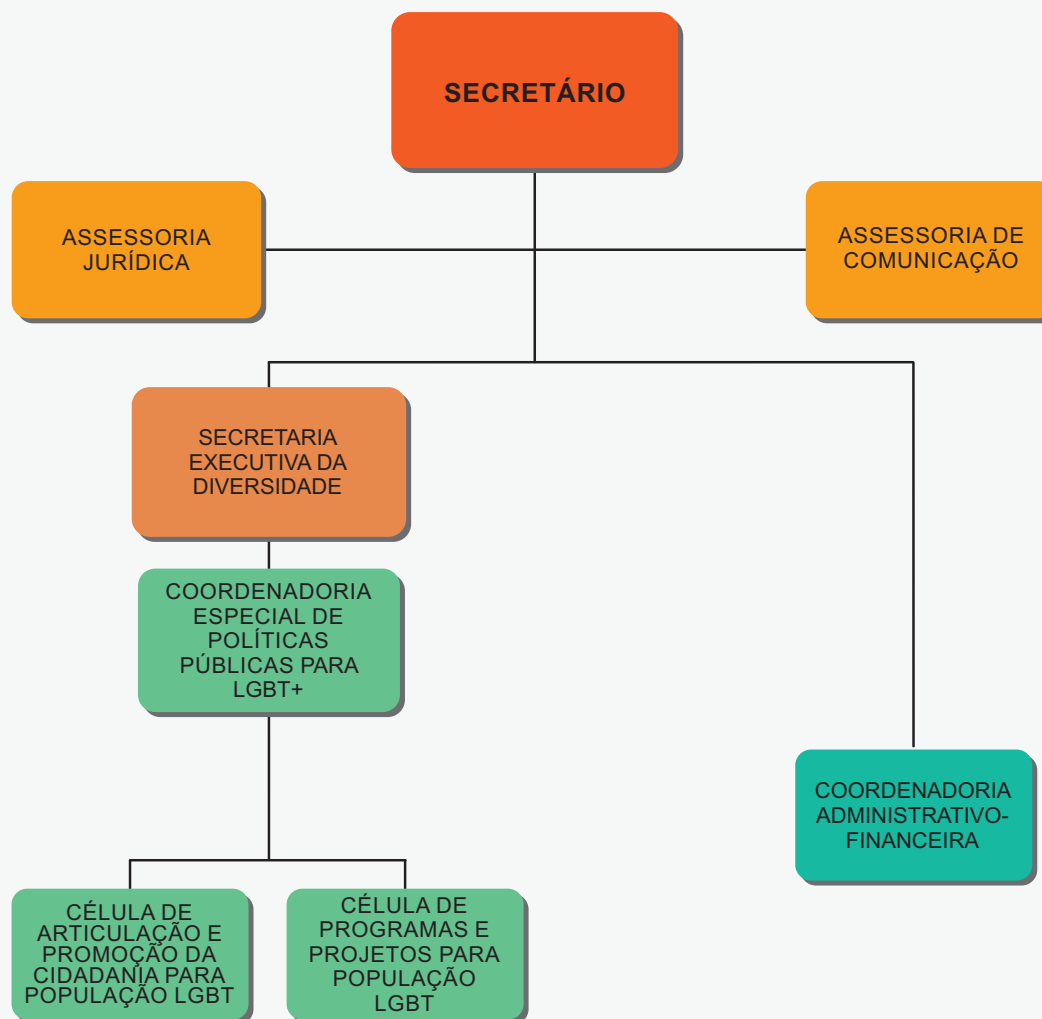 SECRETÁRIO
ASSESSORIA
JURÍDICA
ASSESSORIA DE
COMUNICAÇÃO
SECRETARIA
EXECUTIVA DA
DIVERSIDADE
COORDENADORIA
ESPECIAL DE
POLÍTICAS
PÚBLICAS PARA
LGBT+
COORDENADORIA
ADMINISTRATIVO-
FINANCEIRA
CÉLULA DE
ARTICULAÇÃO E
PROMOÇÃO DA
CIDADANIA PARA
POPULAÇÃO LGBT
CÉLULA DE
PROGRAMAS E
PROJETOS PARA
POPULAÇÃO
LGBT